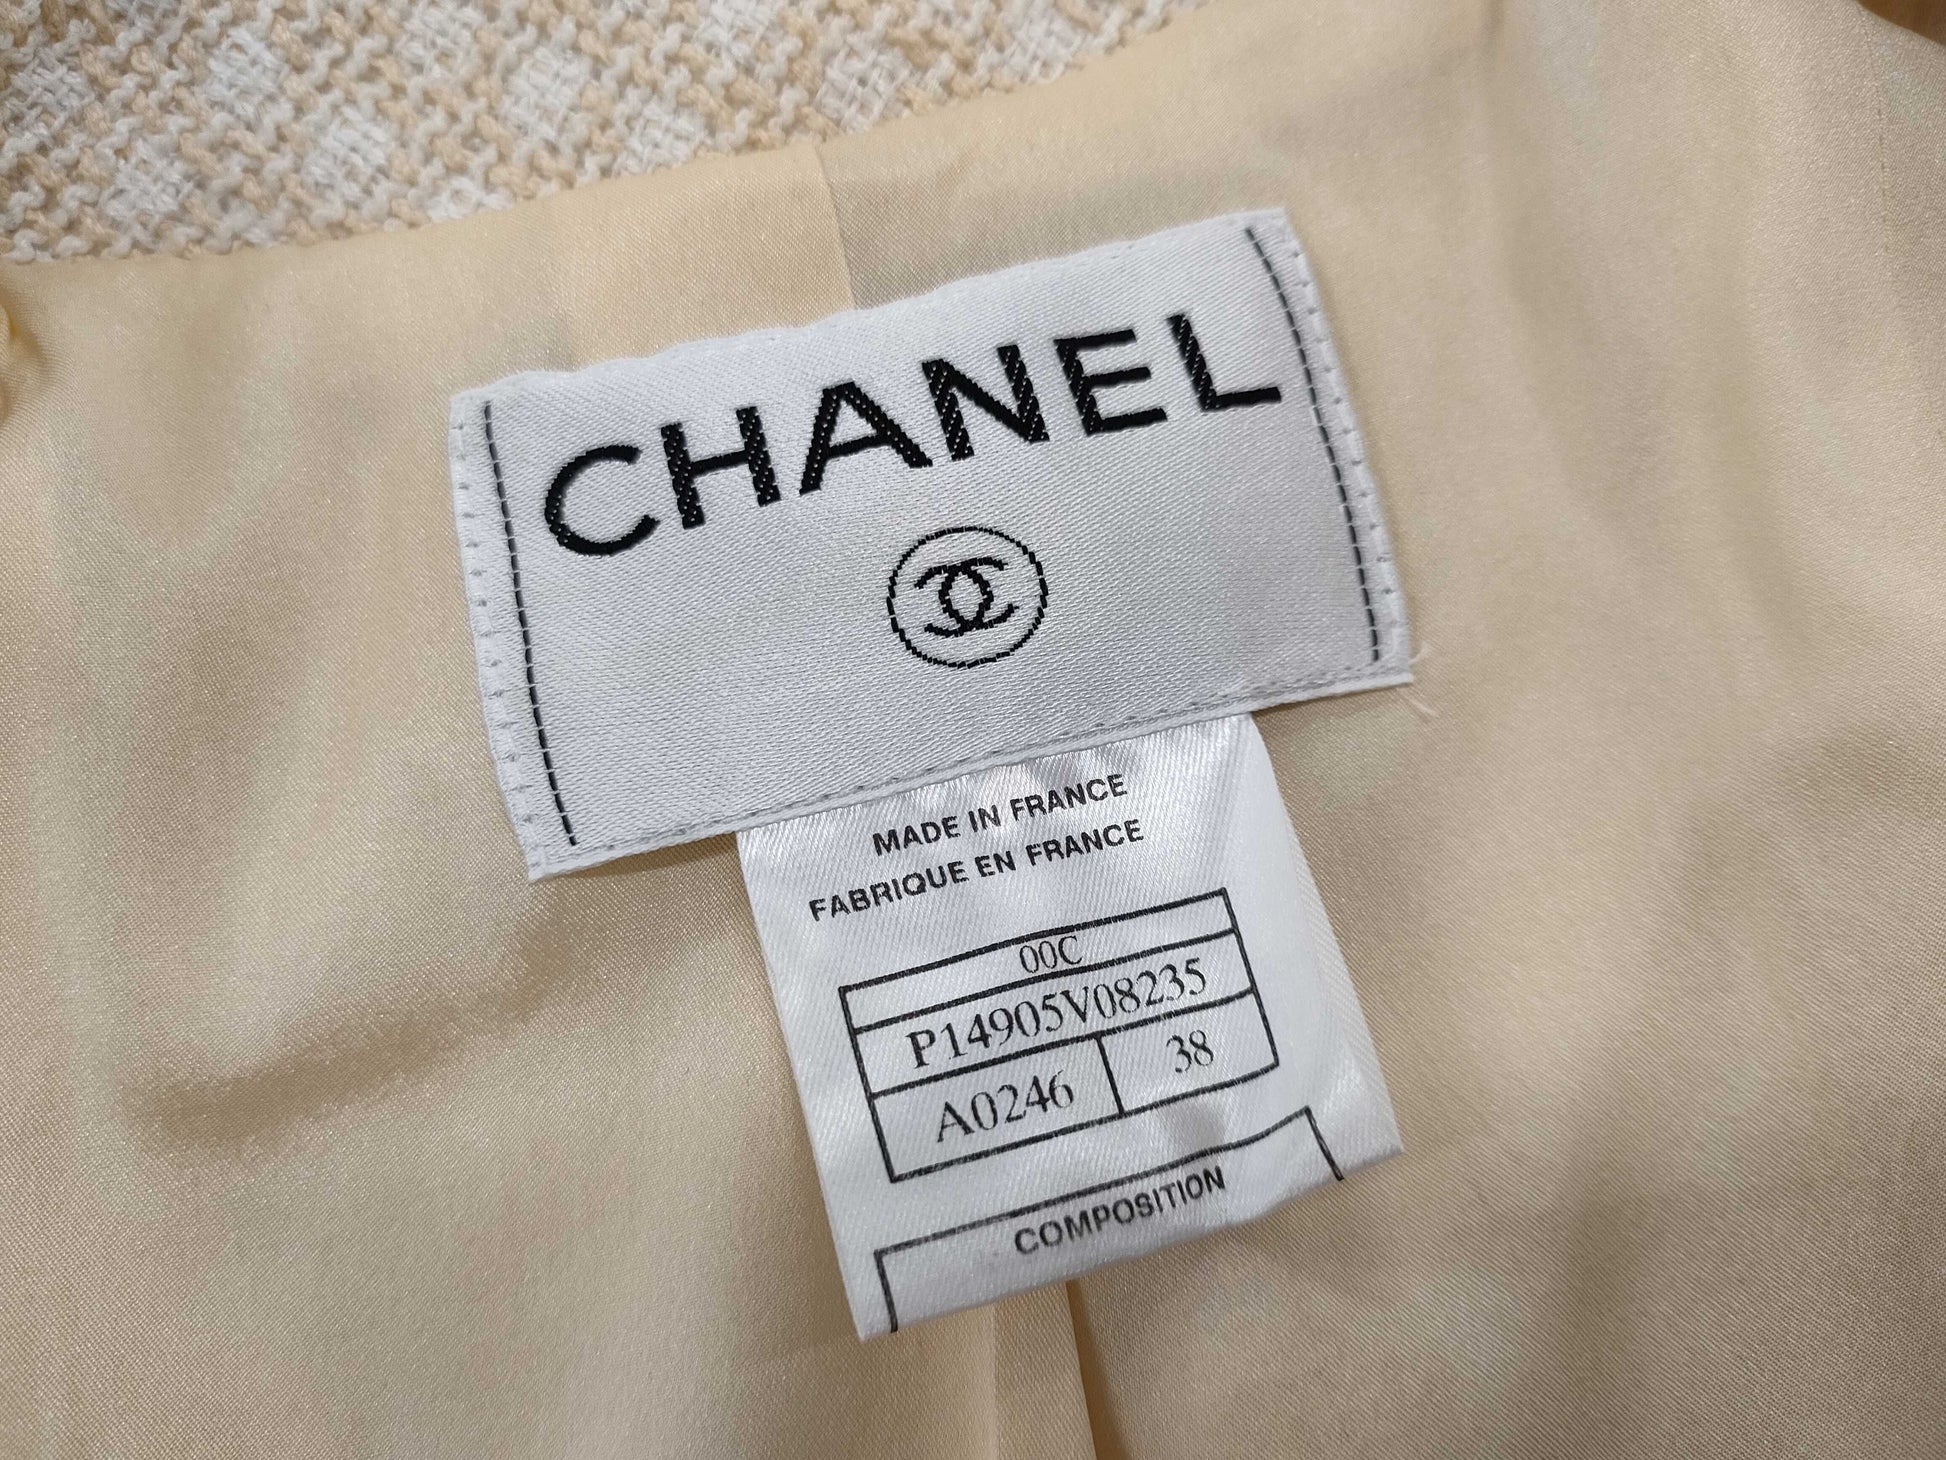 CHANEL
MADE IN FRANCE
FABRIQUE EN FRANCE
00C
P14905V08235
A0246 38
COMPOSITION